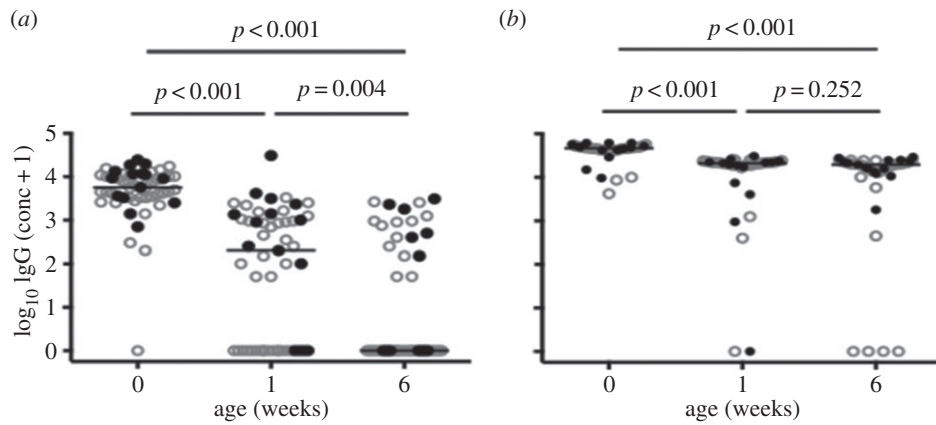 (a)
p < 0.001
p < 0.001 p = 0.004
5
4
3
2
1
0
log10 IgG (conc + 1)
0 1 6
age (weeks)
(b)
p < 0.001
p < 0.001 p = 0.252
0 1 6
age (weeks)